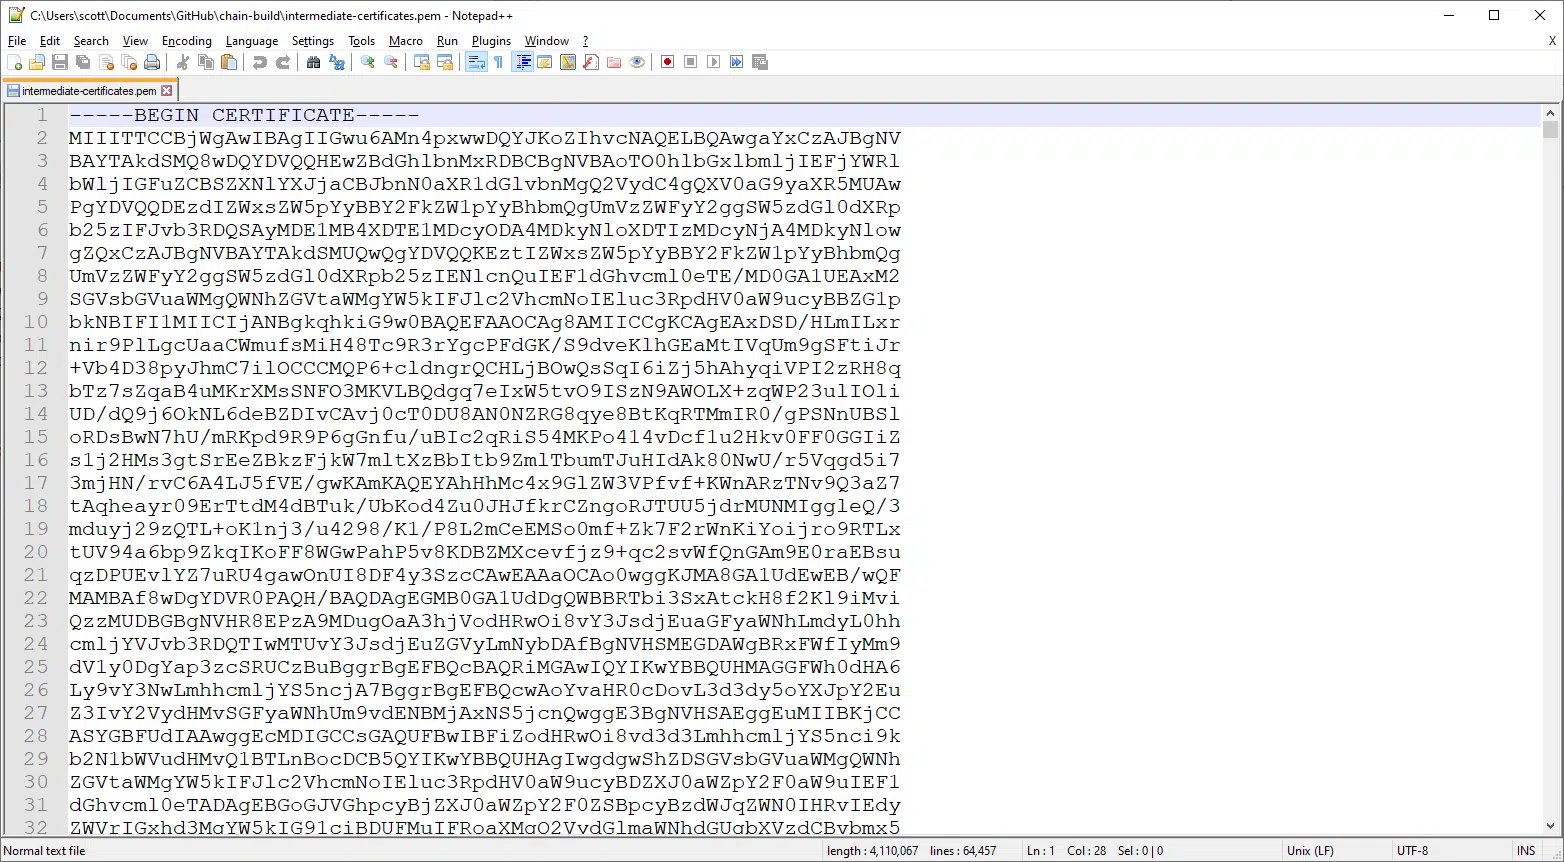 C:\Users\scott\Documents\GitHub\chain-build\intermediate-certificates.pem - Notepad++
File Edit Search View Encoding Language Settings Tools Macro Run Plugins Window ? X
intermediate-certificates.pem
1 -----BEGIN CERTIFICATE-----
2 MIIITTCCBjWgAwIBAgIIGwu6AMn4pxwwDQYJKoZIhvcNAQELBQAwgaYxCzAJBgNV
3 BAYTAkdSMQ8wDQYDVQQHEwZBdGhlbnMxRDBCBgNVBAoTO0hlbGxlbmljIEFjYWRl
4 bWljIGFuZCBSZXNlYXJjaCBJbnN0aXR1dGlvbnMgQ2VydC4gQXV0aG9yaXR5MUAw
5 PgYDVQQDEzdIZWxsZW5pYyBBY2FkZW1pYyBhbmQgUmVzZWFyY2ggSW5zdGl0dXRp
6 b25zIFJvb3RDQSAyMDE1MB4XDTE1MDcyODA4MDkyNloXDTIzMDcyNjA4MDkyNlow
7 gZQxCzAJBgNVBAYTAkdSMUQwQgYDVQQKEztIZWxsZW5pYyBBY2FkZW1pYyBhbmQg
8 UmVzZWFyY2ggSW5zdGl0dXRpb25zIENlcnQuIEF1dGhvcml0eTE/MD0GA1UEAxM2
9 SGVsbGVuaWMgQWNhZGVtaWMgYW5kIFJlc2VhcmNoIEluc3RpdHV0aW9ucyBBZG1p
10 bkNBIFI1MIICIjANBgkqhkiG9w0BAQEFAAOCAg8AMIICCgKCAgEAxDSD/HLmILxr
11 nir9PlLgcUaaCWmufsMiH48Tc9R3rYgcPFdGK/S9dveKlhGEaMtIVqUm9gSFtiJr
12 +Vb4D38pyJhmC7ilOCCCMQP6+cldngrQCHLjBOwQsSqI6iZj5hAhyqiVPI2zRH8q
13 bTz7sZqaB4uMKrXMsSNFO3MKVLBQdgq7eIxW5tvO9ISzN9AWOLX+zqWP23ulIOli
14 UD/dQ9j6OkNL6deBZDIvCAvj0cT0DU8AN0NZRG8qye8BtKqRTMmIR0/gPSNnUBSl
15 oRDsBwN7hU/mRKpd9R9P6gGnfu/uBIc2qRiS54MKPo414vDcf1u2Hkv0FF0GGIiZ
16 s1j2HMs3gtSrEeZBkzFjkW7mltXzBbItb9ZmlTbumTJuHIdAk80NwU/r5Vqgd5i7
17 3mjHN/rvC6A4LJ5fVE/gwKAmKAQEYAhHhMc4x9GlZW3VPfvf+KWnARzTNv9Q3aZ7
18 tAqheayr09ErTtdM4dBTuk/UbKod4Zu0JHJfkrCZngoRJTUU5jdrMUNMIggleQ/3
19 mduyj29zQTL+oK1nj3/u4298/K1/P8L2mCeEMSo0mf+Zk7F2rWnKiYoijro9RTLx
20 tUV94a6bp9ZkqIKoFF8WGwPahP5v8KDBZMXcevfjz9+qc2svWfQnGAm9E0raEBsu
21 qzDPUEvlYZ7uRU4gawOnUI8DF4y3SzcCAwEAAaOCAo0wggKJMA8GA1UdEwEB/wQF
22 MAMBAf8wDgYDVR0PAQH/BAQDAgEGMB0GA1UdDgQWBBRTbi3SxAtckH8f2Kl9iMvi
23 QzzMUDBGBgNVHR8EPzA9MDugOaA3hjVodHRwOi8vY3JsdjEuaGFyaWNhLmdyL0hh
24 cmljYVJvb3RDQTIwMTUvY3JsdjEuZGVyLmNybDAfBgNVHSMEGDAWgBRxFWfIyMm9
25 dV1y0DgYap3zcSRUCzBuBggrBgEFBQcBAQRiMGAwIQYIKwYBBQUHMAGGFWh0dHA6
26 Ly9vY3NwLmhhcmljYS5ncjA7BggrBgEFBQcwAoYvaHR0cDovL3d3dy5oYXJpY2Eu
27 Z3IvY2VydHMvSGFyaWNhUm9vdENBMjAxNS5jcnQwggE3BgNVHSAEggEuMIIBKjCC
28 ASYGBFUdIAAwggEcMDIGCCsGAQUFBwIBFiZodHRwOi8vd3d3LmhhcmljYS5nci9k
29 b2N1bWVudHMvQ1BTLnBocDCB5QYIKwYBBQUHAgIwgdgwShZDSGVsbGVuaWMgQWNh
30 ZGVtaWMgYW5kIFJlc2VhcmNoIEluc3RpdHV0aW9ucyBDZXJ0aWZpY2F0aW9uIEF1
31 dGhvcml0eTADAgEBGoGJVGhpcyBjZXJ0aWZpY2F0ZSBpcyBzdWJqZWN0IHRvIEdy
32 ZWVrIGxhd3MgYW5kIG91ciBDUFMuIFRoaXMgQ2VydGlmaWNhdGUgbXVzdCBvbmx5
Normal text file length : 4,110,067 lines : 64,457 Ln : 1 Col : 28 Sel : 0 | 0 Unix (LF) UTF-8 INS